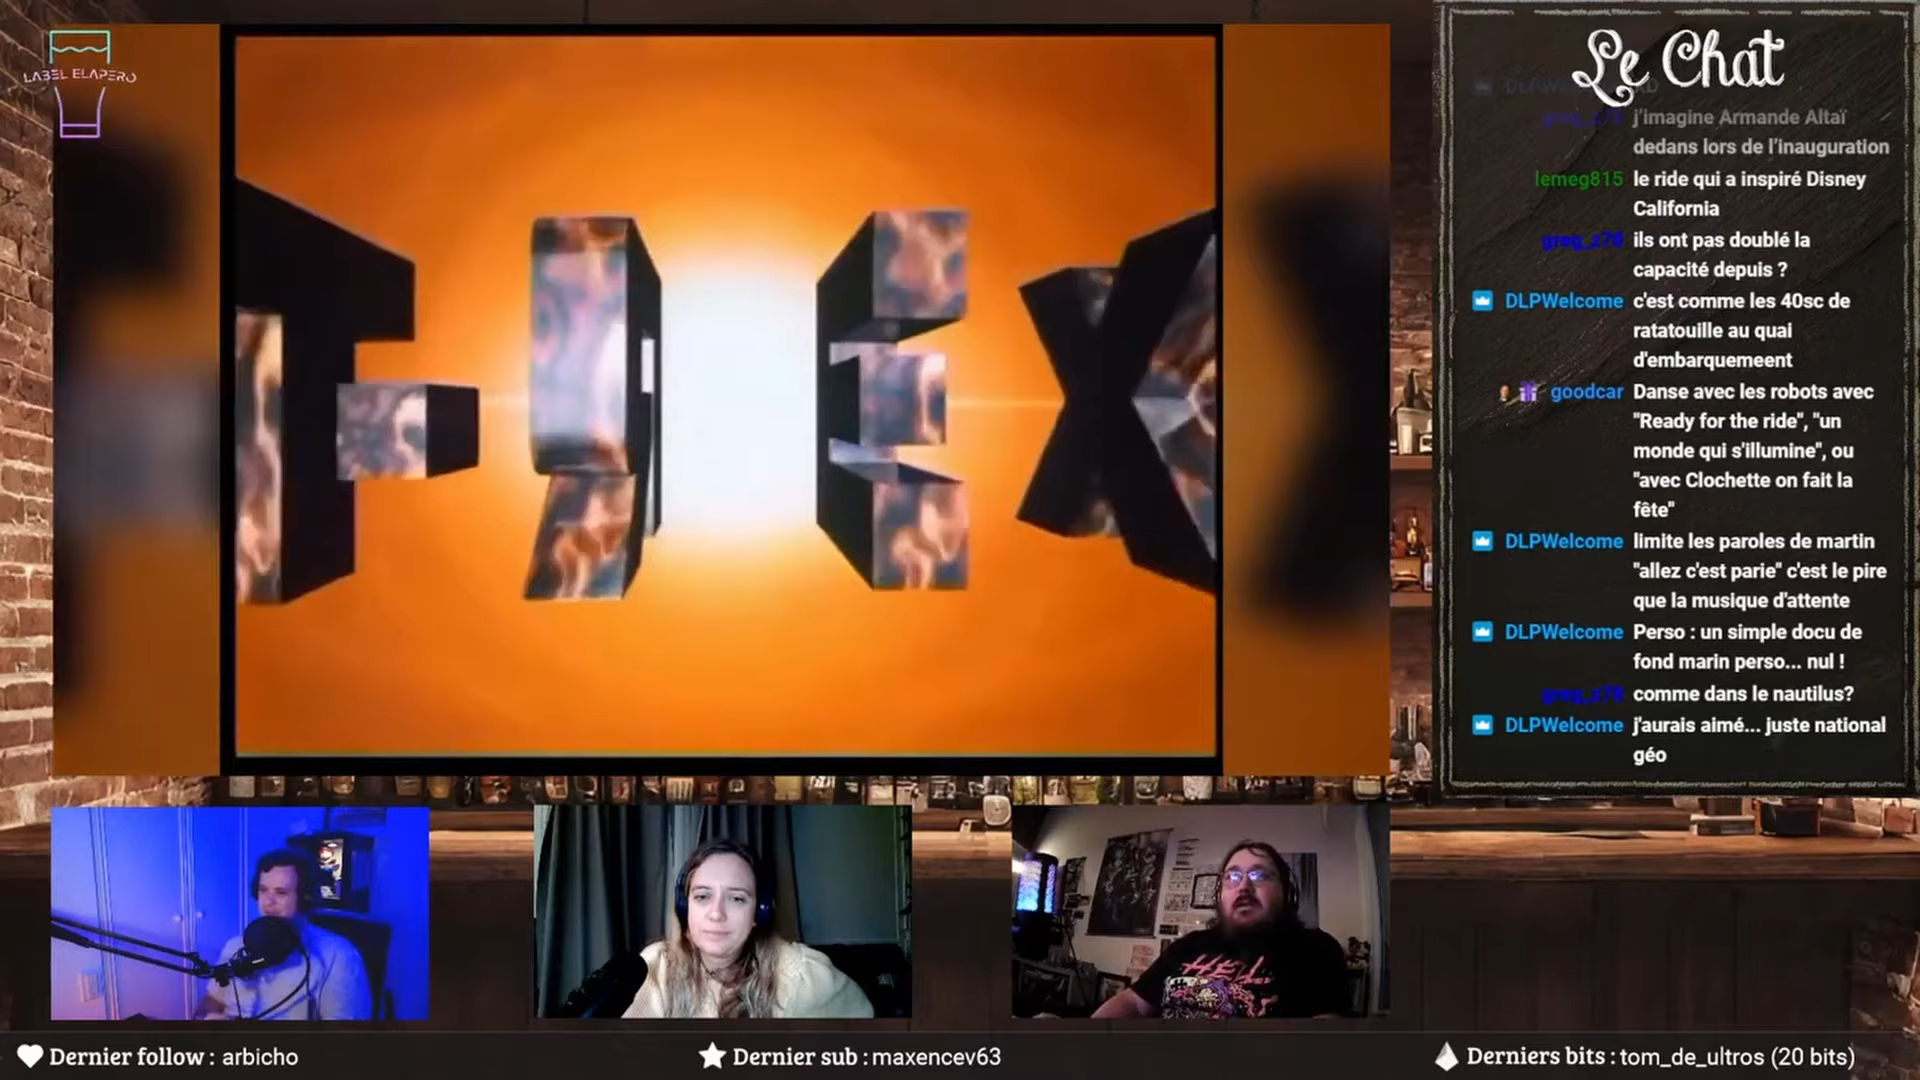 LABEL ELAPERO
T-REX
Le Chat
DLPWelcome
greg_z78 j'imagine Armande Altaï
dedans lors de l'inauguration
lemeg815 le ride qui a inspiré Disney
California
greg_z78 ils ont pas doublé la
capacité depuis ?
DLPWelcome c'est comme les 40sc de
ratatouille au quai
d'embarquemeent
goodcar Danse avec les robots avec
"Ready for the ride", "un
monde qui s'illumine", ou
"avec Clochette on fait la
fête"
DLPWelcome limite les paroles de martin
"allez c'est parie" c'est le pire
que la musique d'attente
DLPWelcome Perso : un simple docu de
fond marin perso... nul !
greg_z78 comme dans le nautilus?
DLPWelcome j'aurais aimé... juste national
géo
HELL
Dernier follow : arbicho
Dernier sub : maxencev63
Derniers bits : tom_de_ultros (20 bits)